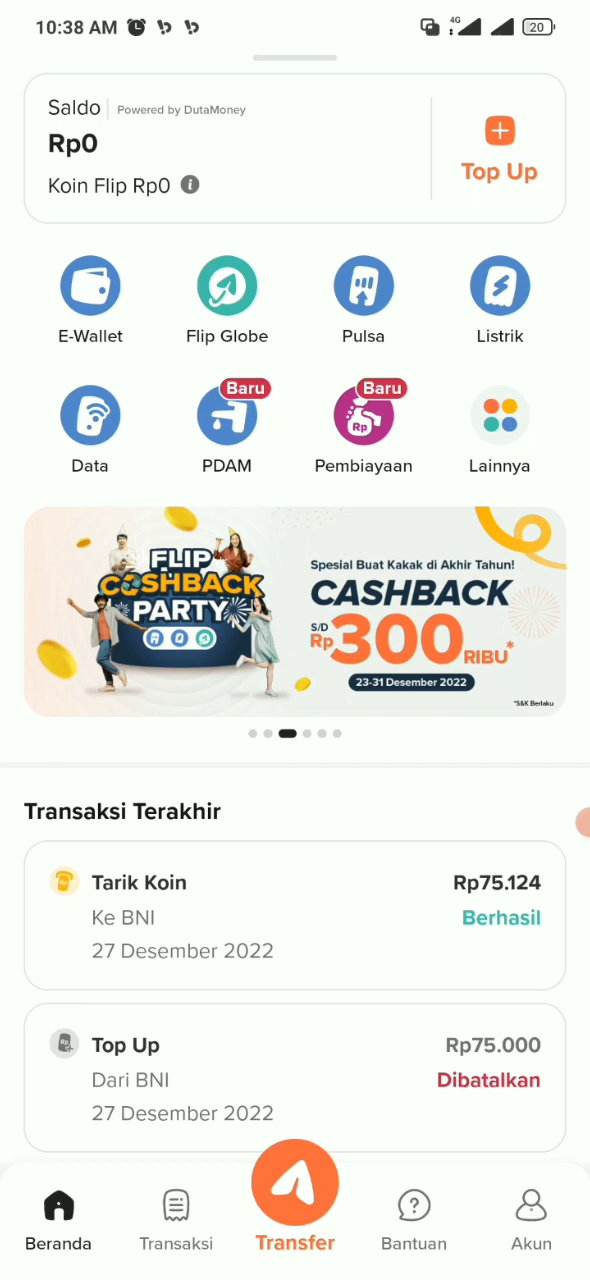 10:38 AM
4G
20
Saldo Powered by DutaMoney
Rp0
Koin Flip Rp0
Top Up
E-Wallet
Flip Globe
Pulsa
Listrik
Baru
Baru
Rp
Data
PDAM
Pembiayaan
Lainnya
FLIP
CASHBACK
PARTY
Spesial Buat Kakak di Akhir Tahun!
CASHBACK
S/D
Rp300 RIBU*
23-31 Desember 2022
*S&K Berlaku
Transaksi Terakhir
Tarik Koin Rp75.124
Ke BNI Berhasil
27 Desember 2022
Top Up Rp75.000
Dari BNI Dibatalkan
27 Desember 2022
Beranda
Transaksi
Transfer
Bantuan
Akun